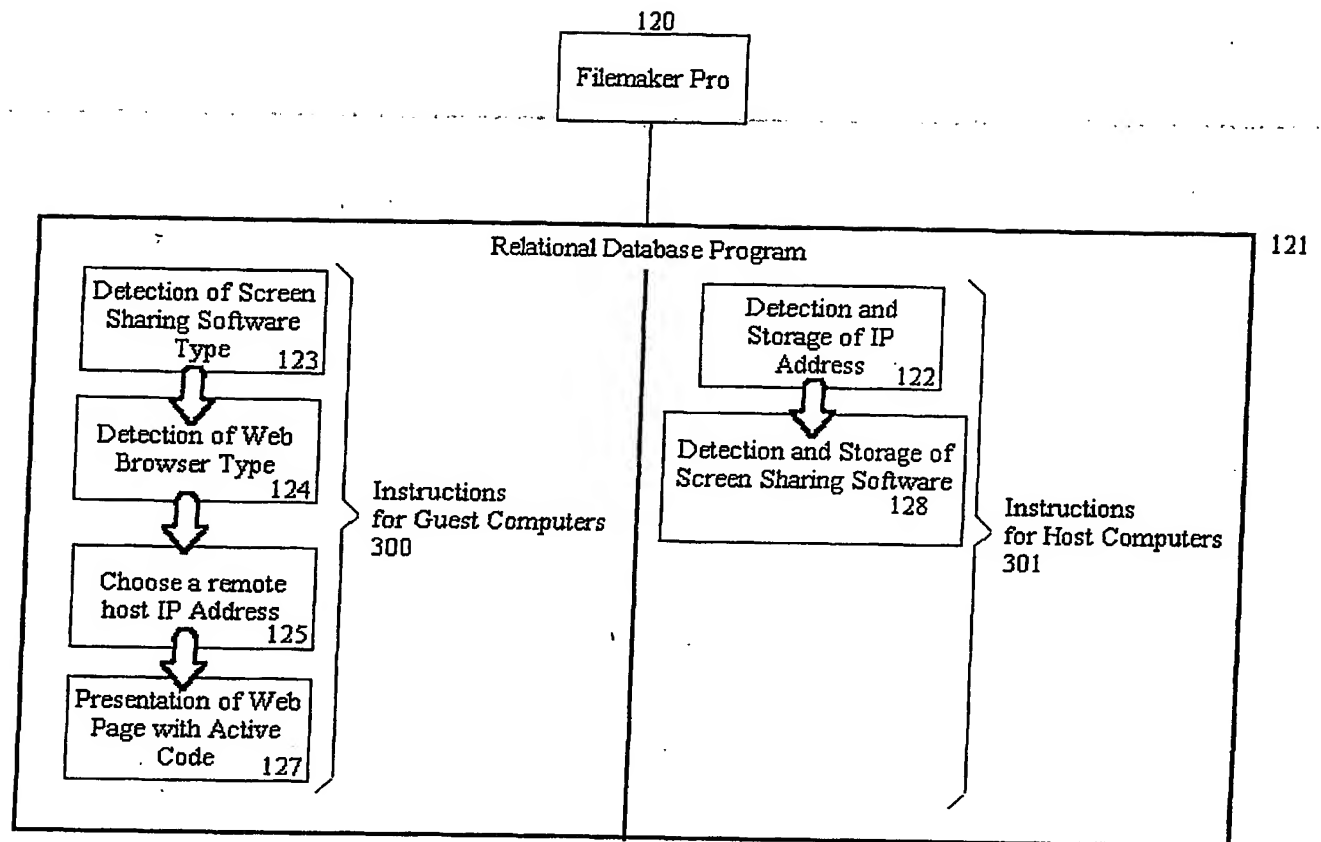 120
Filemaker Pro
Relational Database Program
121
Detection of Screen
Sharing Software
Type
123
Detection of Web
Browser Type
124
Choose a remote
host IP Address
125
Presentation of Web
Page with Active
Code
127
Instructions
for Guest Computers
300
Detection and
Storage of IP
Address
122
Detection and Storage of
Screen Sharing Software
128
Instructions
for Host Computers
301